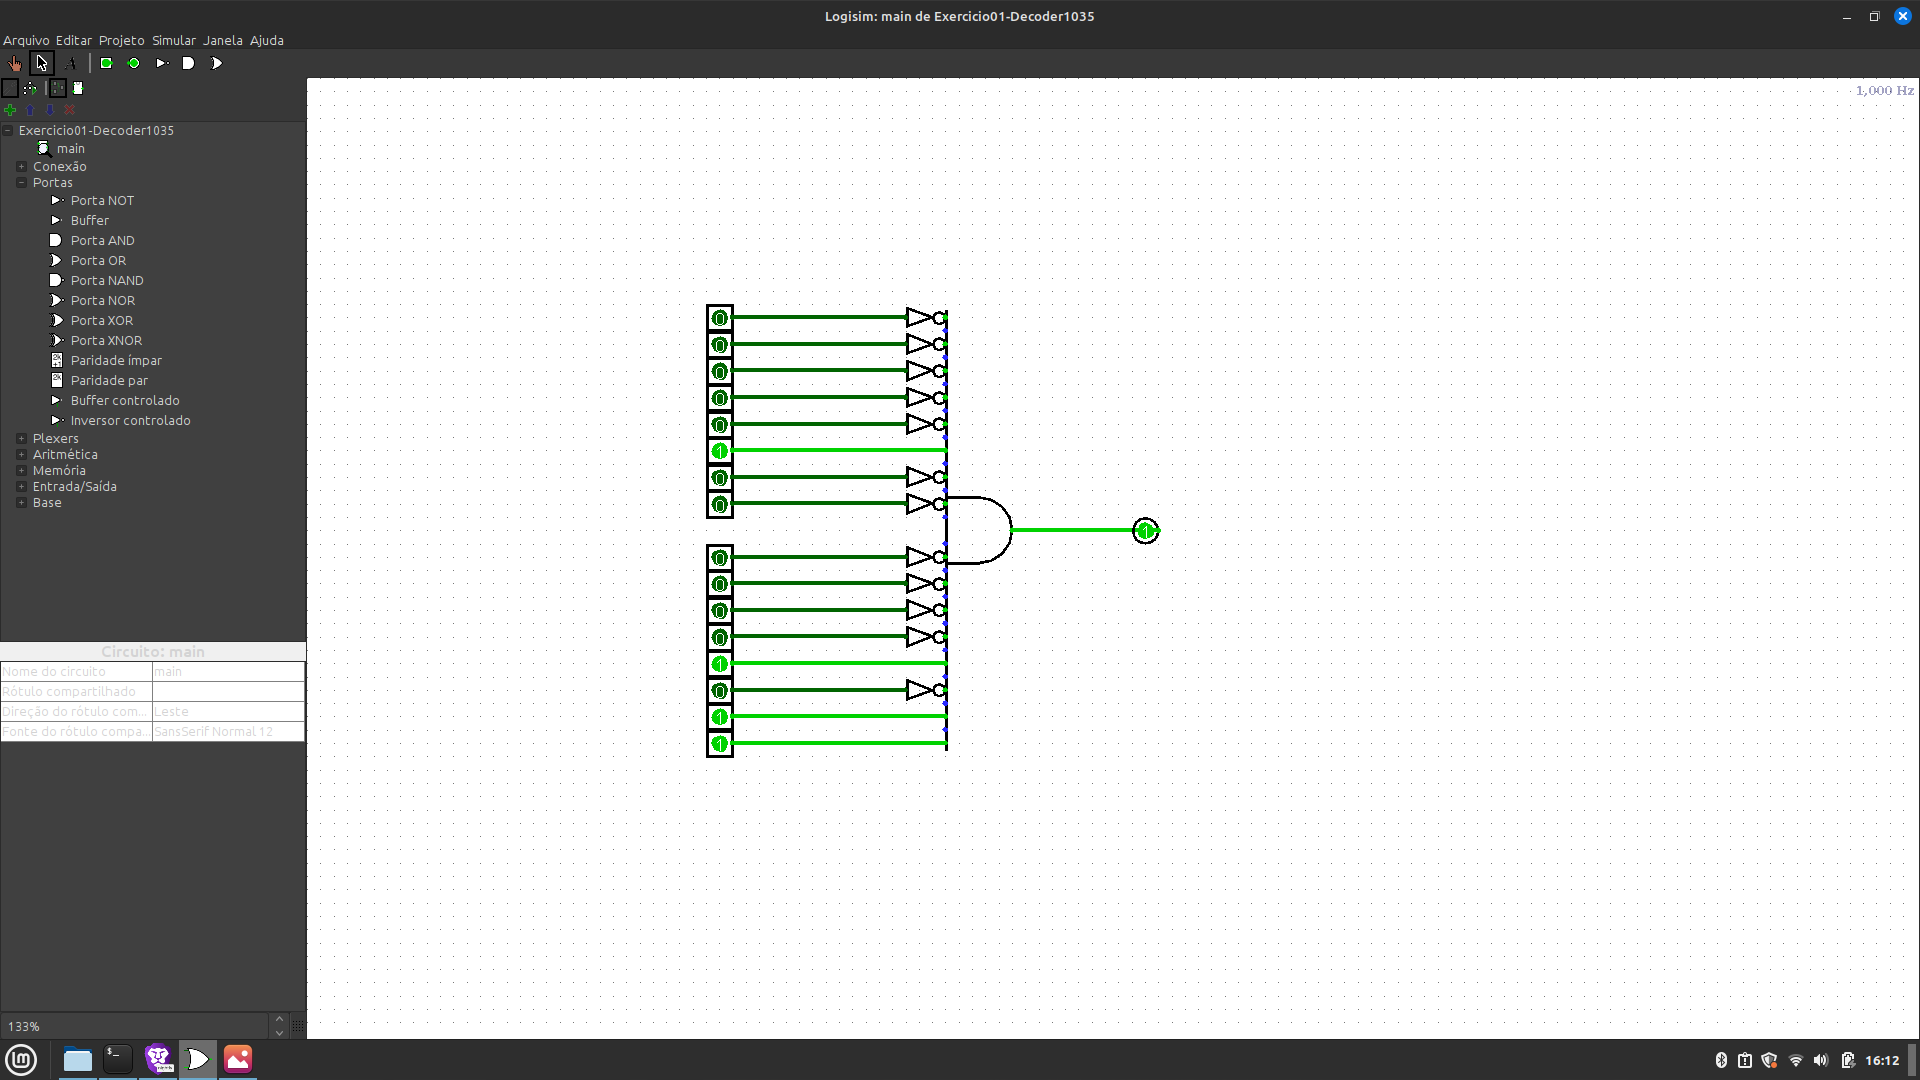 Logisim: main de Exercicio01-Decoder1035
Arquivo Editar Projeto Simular Janela Ajuda
1,000 Hz
Exercicio01-Decoder1035
main
Conexão
Portas
Porta NOT
Buffer
Porta AND
Porta OR
Porta NAND
Porta NOR
Porta XOR
Porta XNOR
Paridade ímpar
Paridade par
Buffer controlado
Inversor controlado
Plexers
Aritmética
Memória
Entrada/Saída
Base
0
0
0
0
0
1
0
0
1
0
0
0
0
1
0
1
1
Circuito: main
Nome do circuito main
Rótulo compartilhado
Direção do rótulo com... Leste
Fonte do rótulo compa... SansSerif Normal 12
133%
16:12